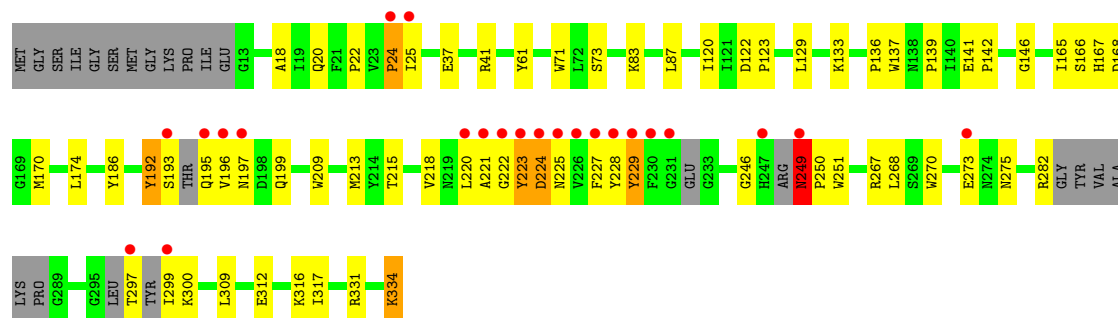 MET GLY SER ILE GLY SER MET GLY LYS PRO ILE GLU G13 A18 I19 Q20 F21 P22 V23 P24 I25 E37 R41 Y61 W71 L72 S73 K83 L87 I120 I121 D122 P123 L129 K133 P136 W137 N138 P139 I140 E141 P142 G146 I165 S166 H167 D168
G169 M170 L174 Y186 Y192 S193 THR Q195 V196 N197 D198 Q199 W209 M213 Y214 T215 V218 N219 L220 A221 G222 Y223 D224 N225 V226 F227 Y228 Y229 F230 G231 GLU G233 G246 H247 ARG N249 P250 W251 R267 L268 S269 W270 E273 N274 N275 R282 GLY TYR VAL ALA
LYS PRO G289 G295 LEU T297 TYR I299 K300 L309 E312 K316 I317 R331 K334